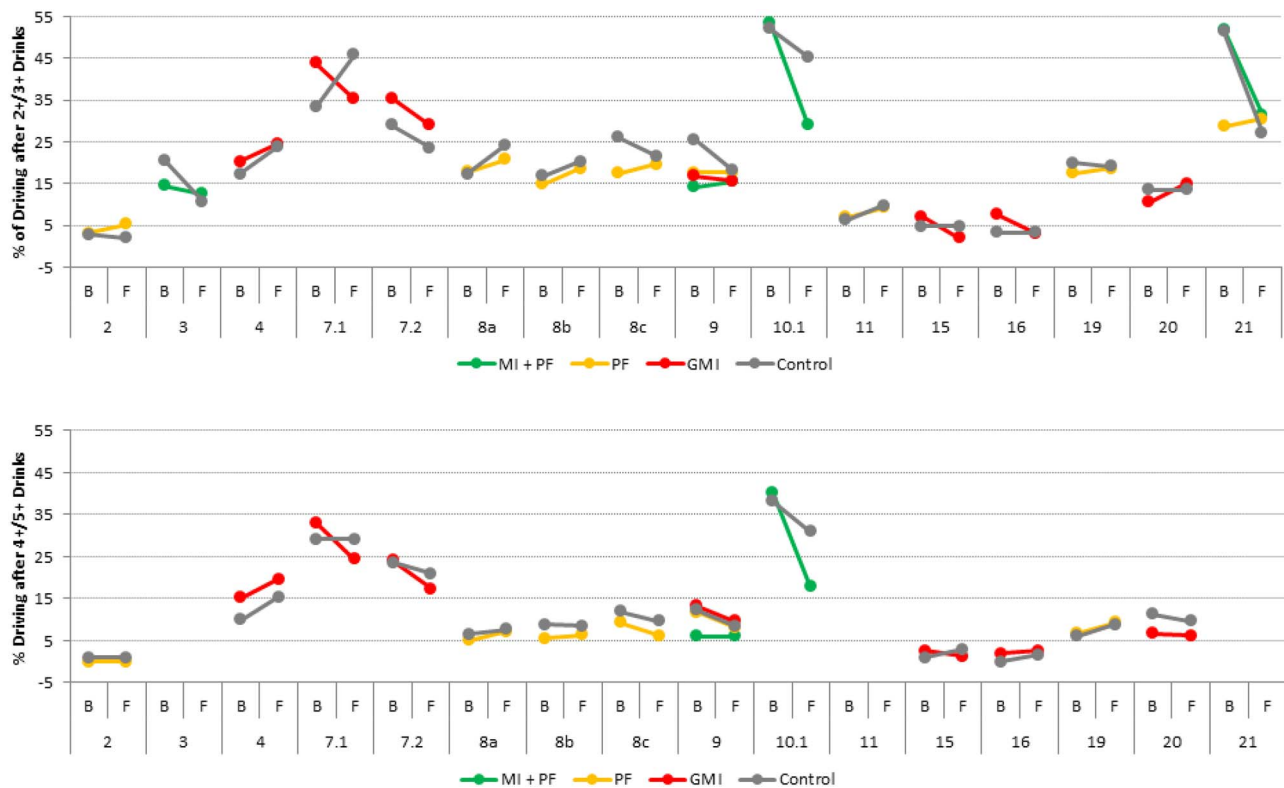 % of Driving after 2+/3+ Drinks
55
45
35
25
15
5
-5
B F B F B F B F B F B F B F B F B F B F B F B F B F B F B F B F
2 3 4 7.1 7.2 8a 8b 8c 9 10.1 11 15 16 19 20 21
MI + PF PF GMI Control
% Driving after 4+/5+ Drinks
55
45
35
25
15
5
-5
B F B F B F B F B F B F B F B F B F B F B F B F B F B F B F B F
2 3 4 7.1 7.2 8a 8b 8c 9 10.1 11 15 16 19 20 21
MI + PF PF GMI Control